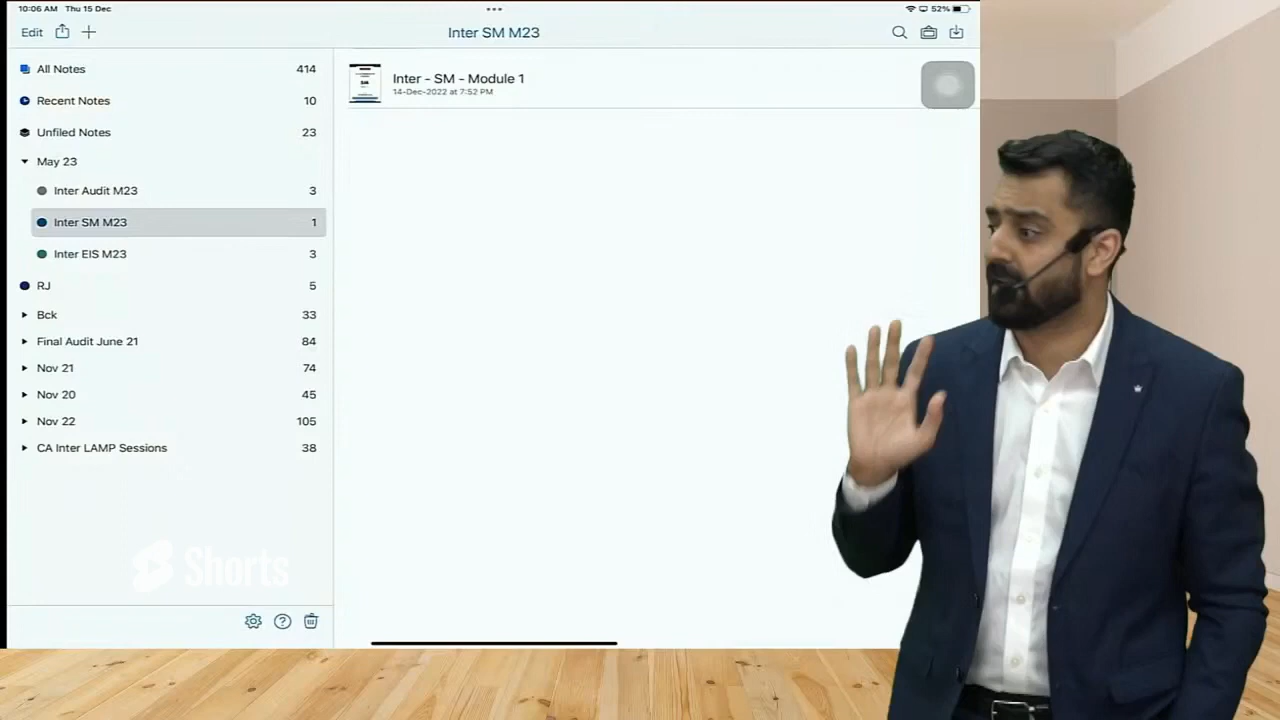 10:06 AM Thu 15 Dec
52%
Edit
Inter SM M23
All Notes 414
Recent Notes 10
Unfiled Notes 23
May 23
Inter Audit M23 3
Inter SM M23 1
Inter EIS M23 3
RJ 5
Bck 33
Final Audit June 21 84
Nov 21 74
Nov 20 45
Nov 22 105
CA Inter LAMP Sessions 38
Inter - SM - Module 1
14-Dec-2022 at 7:52 PM
Shorts